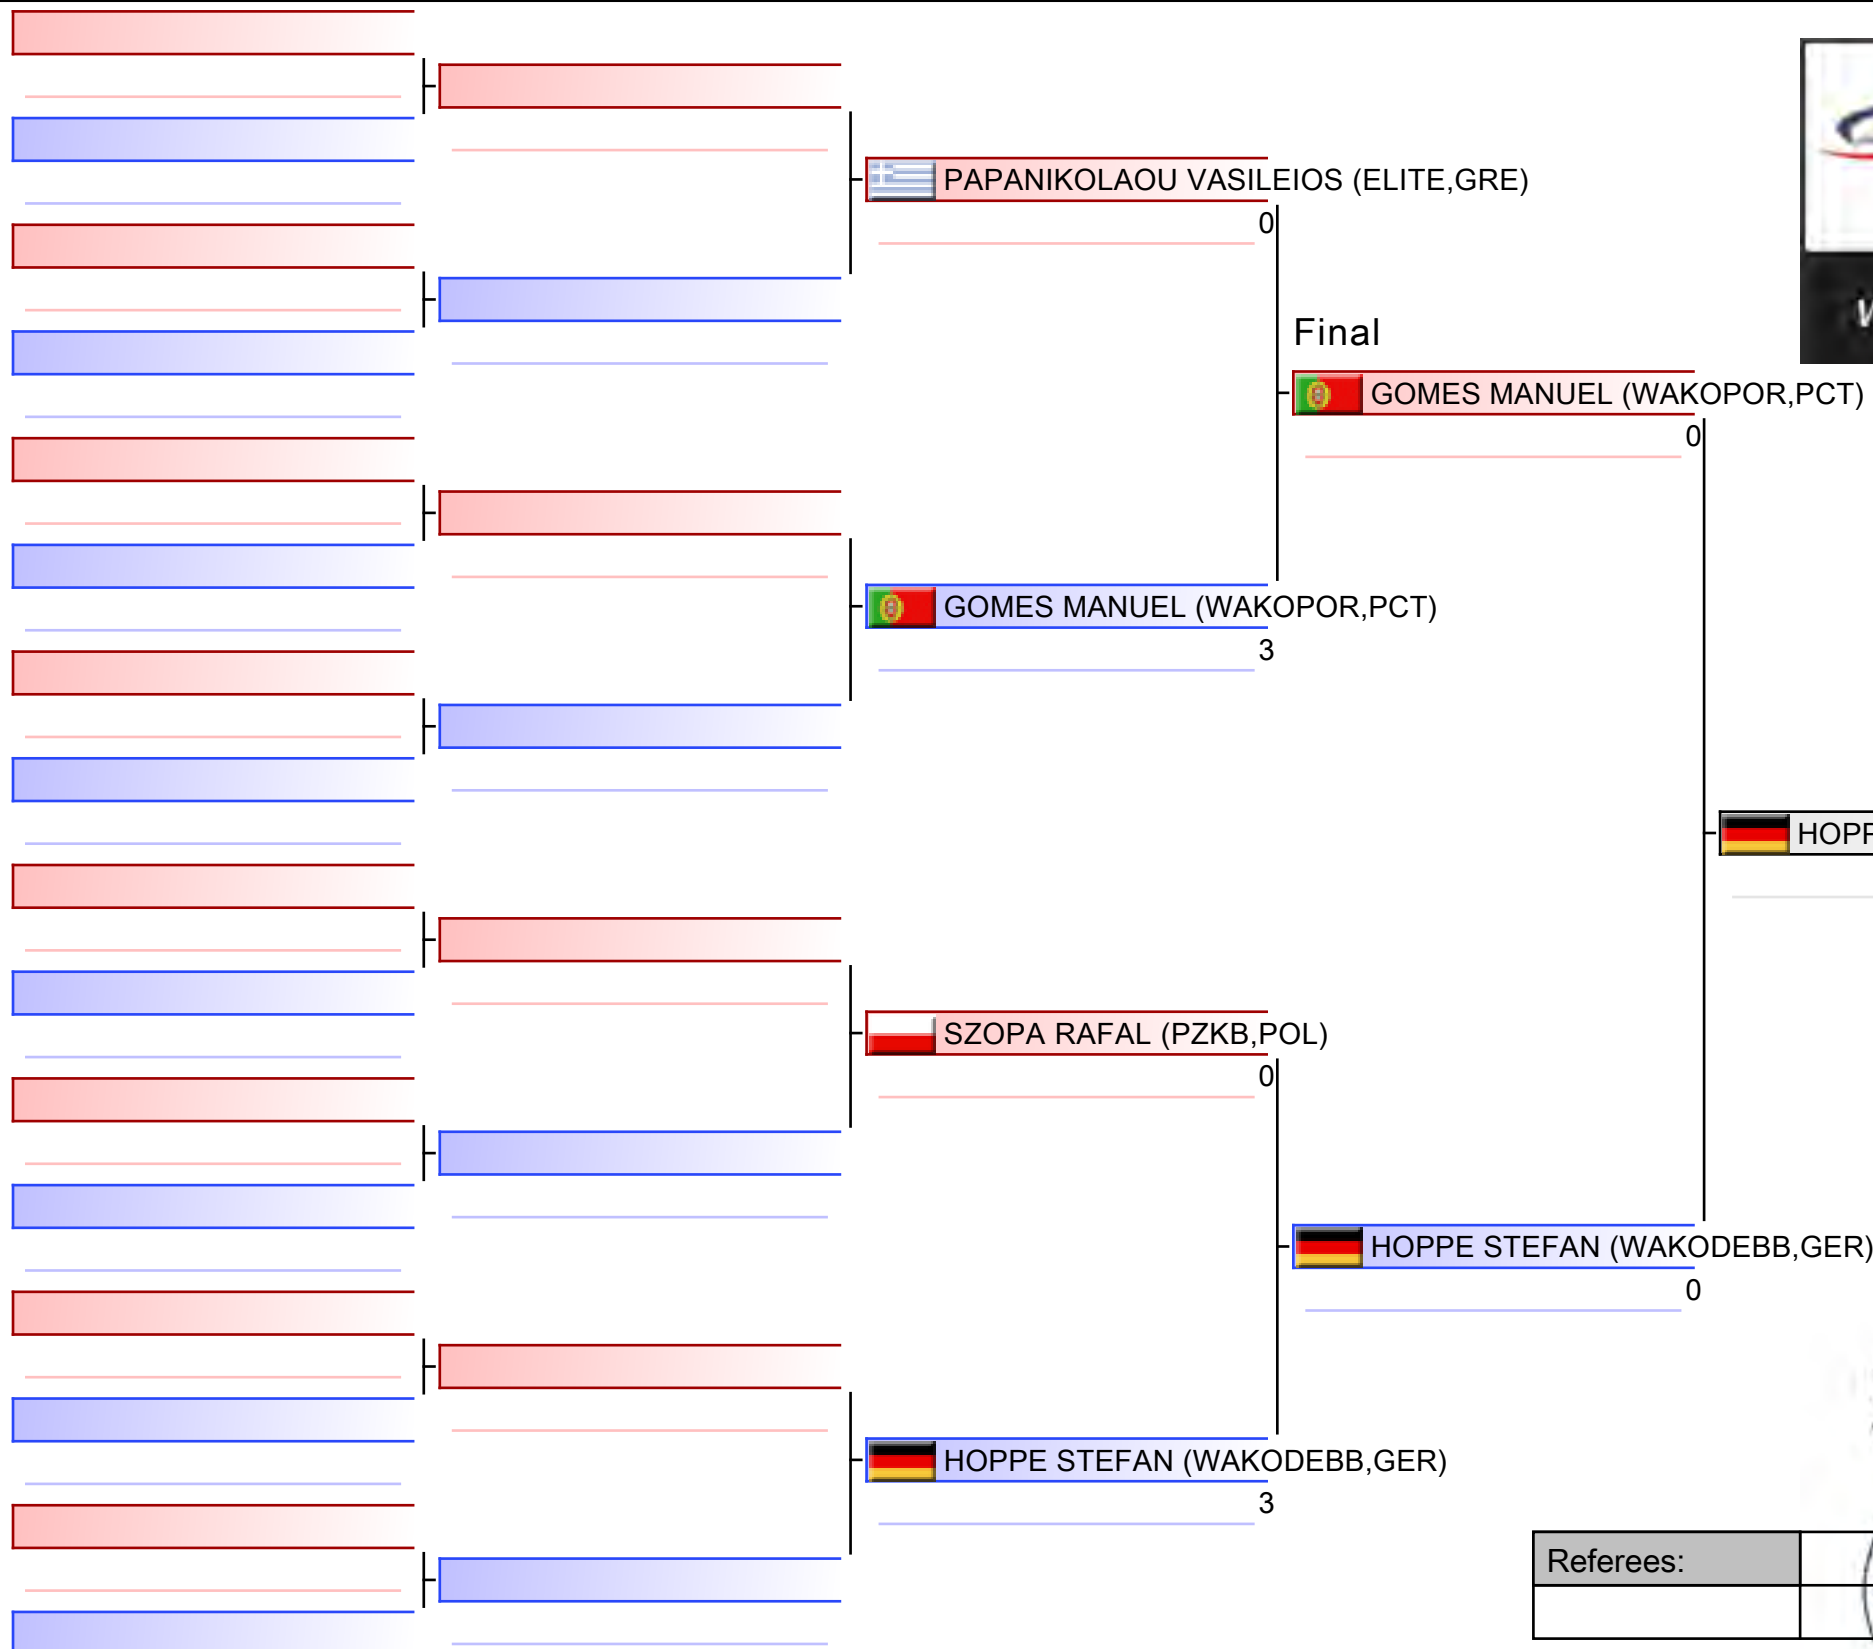 PAPANIKOLAOU VASILEIOS (ELITE,GRE)
0
Final
GOMES MANUEL (WAKOPOR,PCT)
0
GOMES MANUEL (WAKOPOR,PCT)
3
HOPP
SZOPA RAFAL (PZKB,POL)
0
HOPPE STEFAN (WAKODEBB,GER)
0
HOPPE STEFAN (WAKODEBB,GER)
3
Referees: